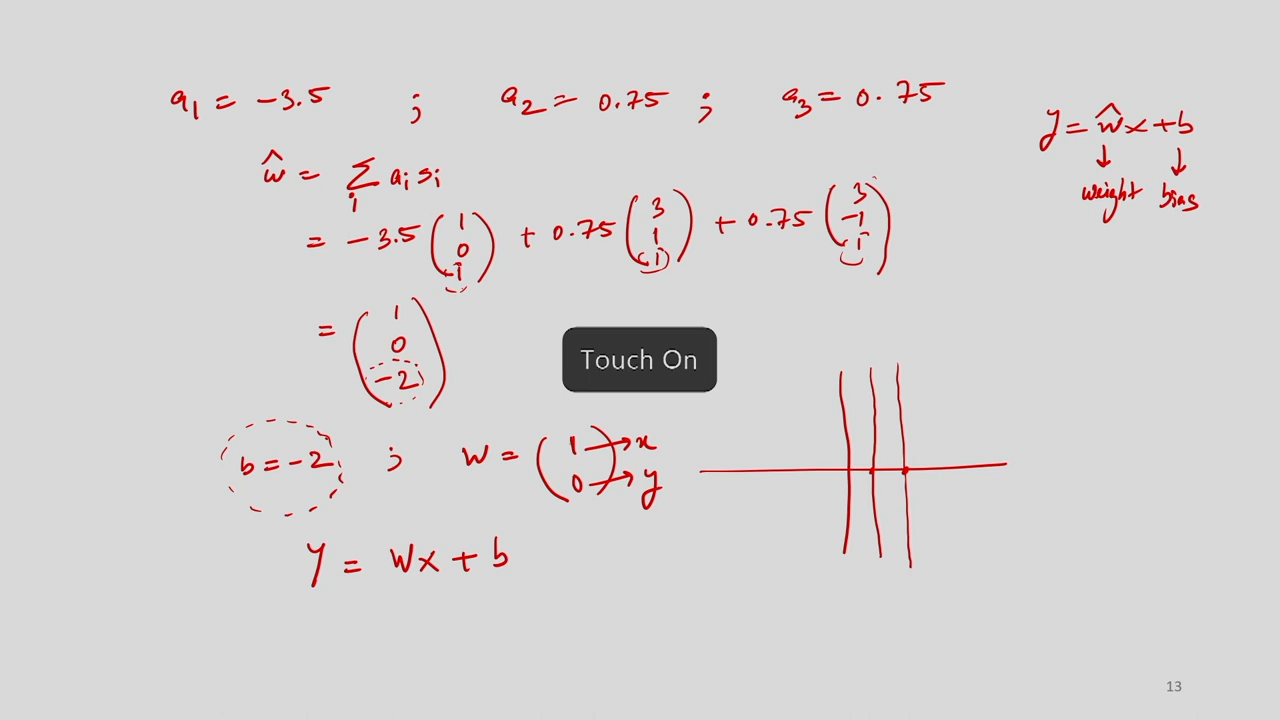 a1 = -3.5 ; a2 = 0.75 ; a3 = 0.75
y = ŵx + b
weight bias
ŵ = Σi ai si
= -3.5 (1 0 1) + 0.75 (3 1 1) + 0.75 (3 -1 1)
= (1 0 -2)
Touch On
b = -2 ; w = (1 → x
0 → y)
Y = Wx + b
13